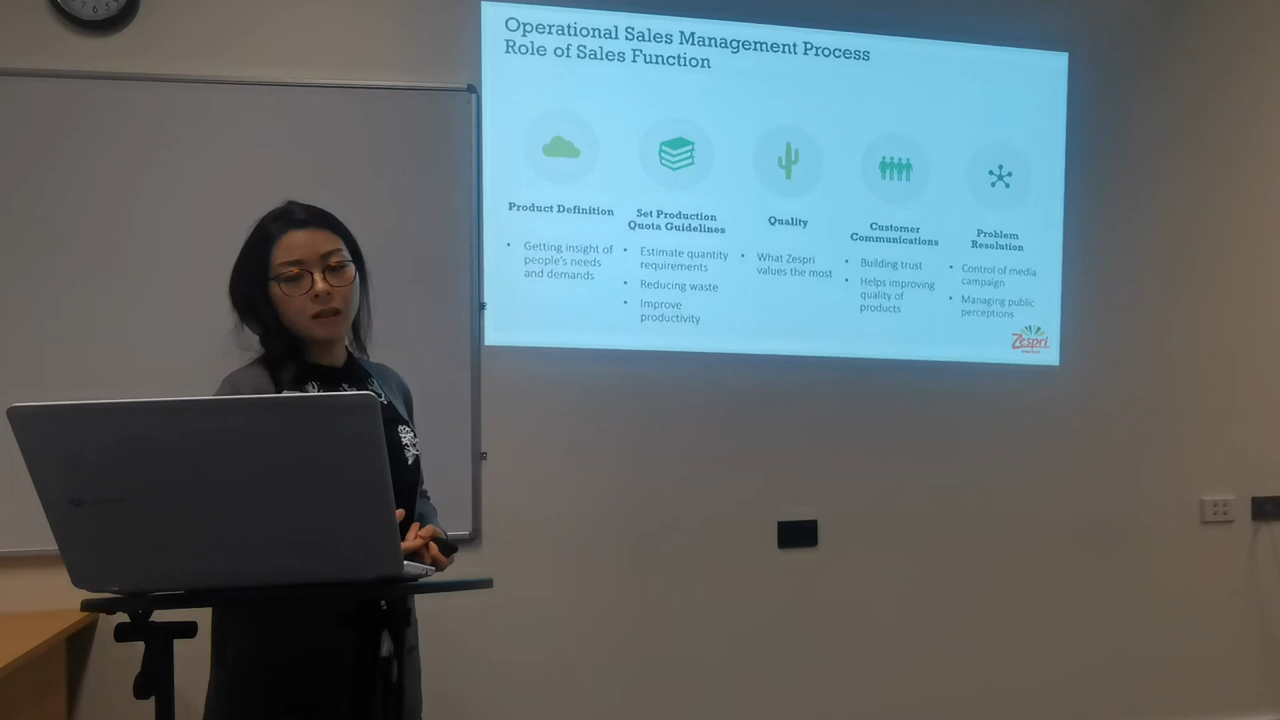 Operational Sales Management Process
Role of Sales Function
Product Definition
• Getting insight of
people's needs
and demands
Set Production
Quota Guidelines
• Estimate quantity
requirements
• Reducing waste
• Improve
productivity
Quality
• What Zespri
values the most
Customer
Communications
• Building trust
• Helps improving
quality of
products
Problem
Resolution
• Control of media
campaign
• Managing public
perceptions
Zespri